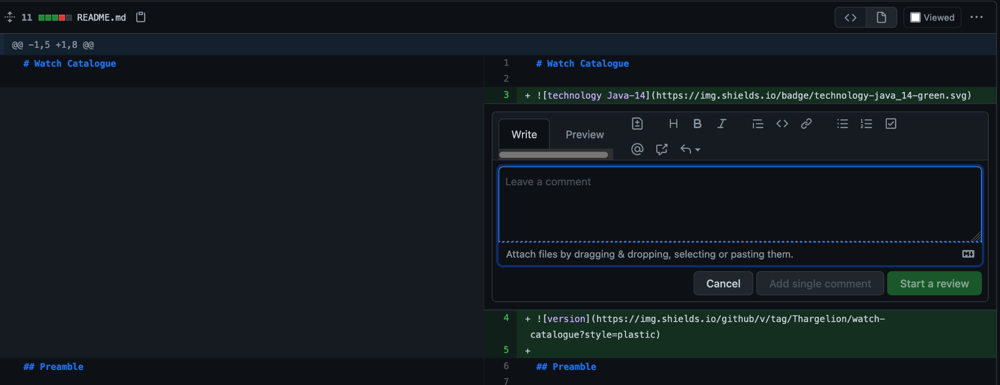 11 README.md
Viewed
@@ -1,5 +1,8 @@
# Watch Catalogue
1 # Watch Catalogue
2
3 + ![technology Java-14](https://img.shields.io/badge/technology-java_14-green.svg)
Write Preview
Leave a comment
Attach files by dragging & dropping, selecting or pasting them.
Cancel Add single comment Start a review
4 + ![version](https://img.shields.io/github/v/tag/Thargelion/watch-
catalogue?style=plastic)
5 +
## Preamble
6 ## Preamble
7